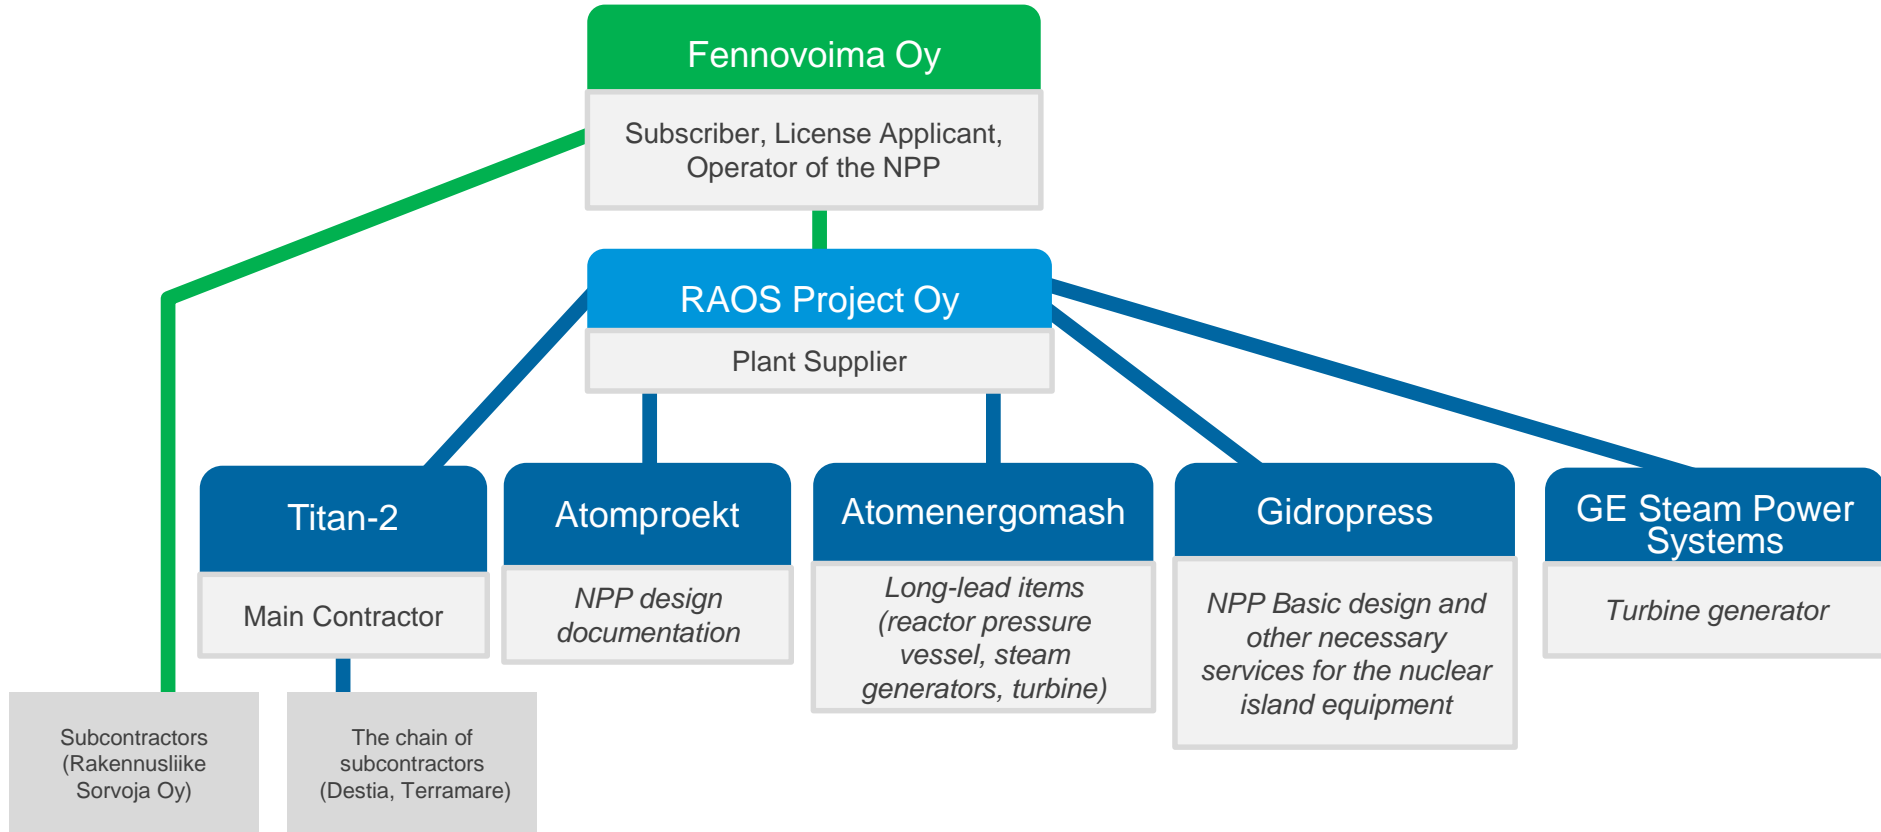 Fennovoima Oy
Subscriber, License Applicant,
Operator of the NPP
RAOS Project Oy
Plant Supplier
Titan-2
Main Contractor
Atomproekt
NPP design
documentation
Atomenergomash
Long-lead items
(reactor pressure
vessel, steam
generators, turbine)
Gidropress
NPP Basic design and
other necessary
services for the nuclear
island equipment
GE Steam Power
Systems
Turbine generator
Subcontractors
(Rakennusliike
Sorvoja Oy)
The chain of
subcontractors
(Destia, Terramare)